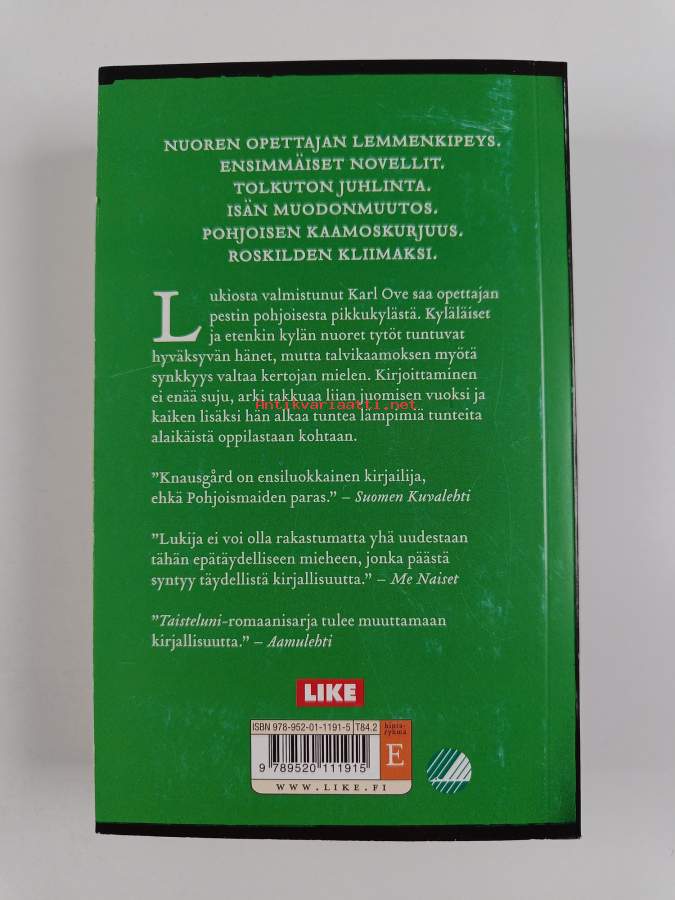 NUOREN OPETTAJAN LEMMENKIPEYS.
ENSIMMÄISET NOVELLIT.
TOLKUTON JUHLINTA.
ISÄN MUODONMUUTOS.
POHJOISEN KAAMOSKURJUUS.
ROSKILDEN KLIIMAKSI.
Lukiosta valmistunut Karl Ove saa opettajan
pestin pohjoisesta pikkukylästä. Kyläläiset
ja etenkin kylän nuoret tytöt tuntuvat
hyväksyvän hänet, mutta talvikaamoksen myötä
synkkyys valtaa kertojan mielen. Kirjoittaminen
ei enää suju, arki takkuaa liian juomisen vuoksi ja
Antikvariaatti.net
kaiken lisäksi hän alkaa tuntea lämpimiä tunteita
alaikäistä oppilastaan kohtaan.
”Knausgård on ensiluokkainen kirjailija,
ehkä Pohjoismaiden paras.” – Suomen Kuvalehti
”Lukija ei voi olla rakastumatta yhä uudestaan
tähän epätäydelliseen mieheen, jonka päästä
syntyy täydellistä kirjallisuutta.” – Me Naiset
”Taisteluni-romaanisarja tulee muuttamaan
kirjallisuutta.” – Aamulehti
LIKE
ISBN 978-952-01-1191-5 T84.2
hinta-
ryhmä
E
9 789520 111915
WWW.LIKE.FI